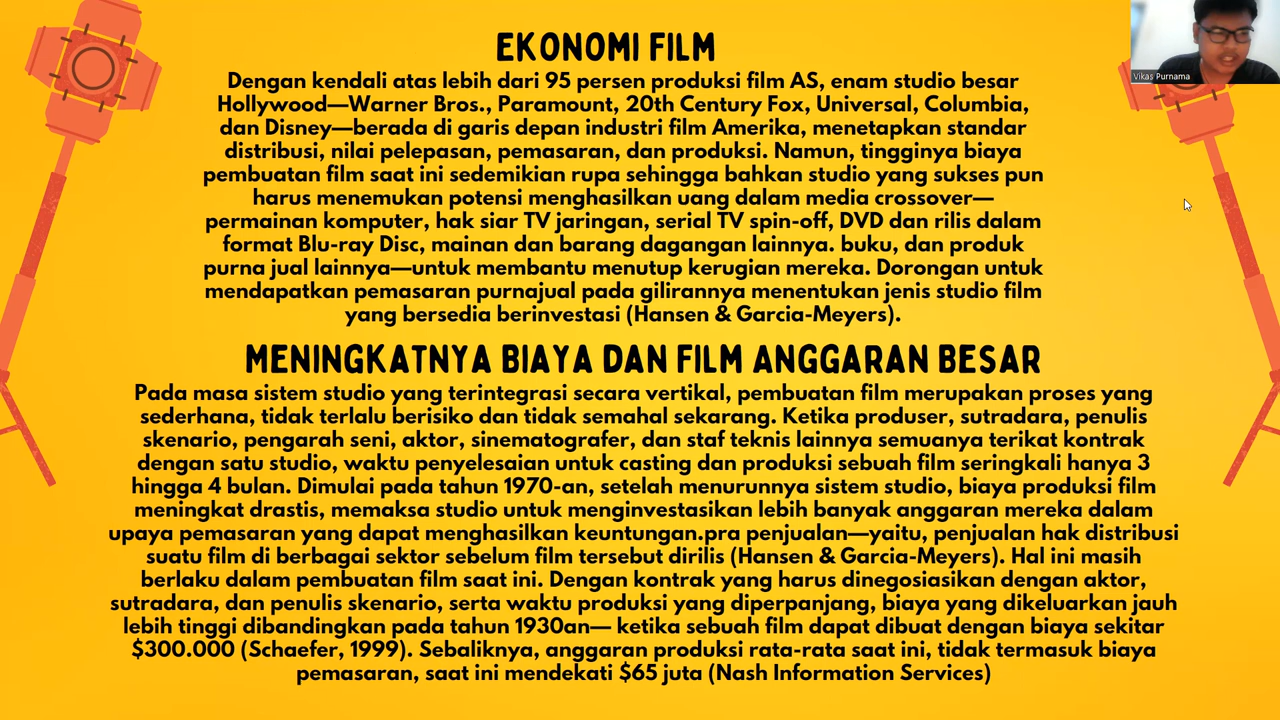 EKONOMI FILM
Dengan kendali atas lebih dari 95 persen produksi film AS, enam studio besar
Hollywood—Warner Bros., Paramount, 20th Century Fox, Universal, Columbia,
dan Disney—berada di garis depan industri film Amerika, menetapkan standar
distribusi, nilai pelepasan, pemasaran, dan produksi. Namun, tingginya biaya
pembuatan film saat ini sedemikian rupa sehingga bahkan studio yang sukses pun
harus menemukan potensi menghasilkan uang dalam media crossover—
permainan komputer, hak siar TV jaringan, serial TV spin-off, DVD dan rilis dalam
format Blu-ray Disc, mainan dan barang dagangan lainnya. buku, dan produk
purna jual lainnya—untuk membantu menutup kerugian mereka. Dorongan untuk
mendapatkan pemasaran purnajual pada gilirannya menentukan jenis studio film
yang bersedia berinvestasi (Hansen & Garcia-Meyers).
MENINGKATNYA BIAYA DAN FILM ANGGARAN BESAR
Pada masa sistem studio yang terintegrasi secara vertikal, pembuatan film merupakan proses yang
sederhana, tidak terlalu berisiko dan tidak semahal sekarang. Ketika produser, sutradara, penulis
skenario, pengarah seni, aktor, sinematografer, dan staf teknis lainnya semuanya terikat kontrak
dengan satu studio, waktu penyelesaian untuk casting dan produksi sebuah film seringkali hanya 3
hingga 4 bulan. Dimulai pada tahun 1970-an, setelah menurunnya sistem studio, biaya produksi film
meningkat drastis, memaksa studio untuk menginvestasikan lebih banyak anggaran mereka dalam
upaya pemasaran yang dapat menghasilkan keuntungan.pra penjualan—yaitu, penjualan hak distribusi
suatu film di berbagai sektor sebelum film tersebut dirilis (Hansen & Garcia-Meyers). Hal ini masih
berlaku dalam pembuatan film saat ini. Dengan kontrak yang harus dinegosiasikan dengan aktor,
sutradara, dan penulis skenario, serta waktu produksi yang diperpanjang, biaya yang dikeluarkan jauh
lebih tinggi dibandingkan pada tahun 1930an— ketika sebuah film dapat dibuat dengan biaya sekitar
$300.000 (Schaefer, 1999). Sebaliknya, anggaran produksi rata-rata saat ini, tidak termasuk biaya
pemasaran, saat ini mendekati $65 juta (Nash Information Services)
Vikas Purnama